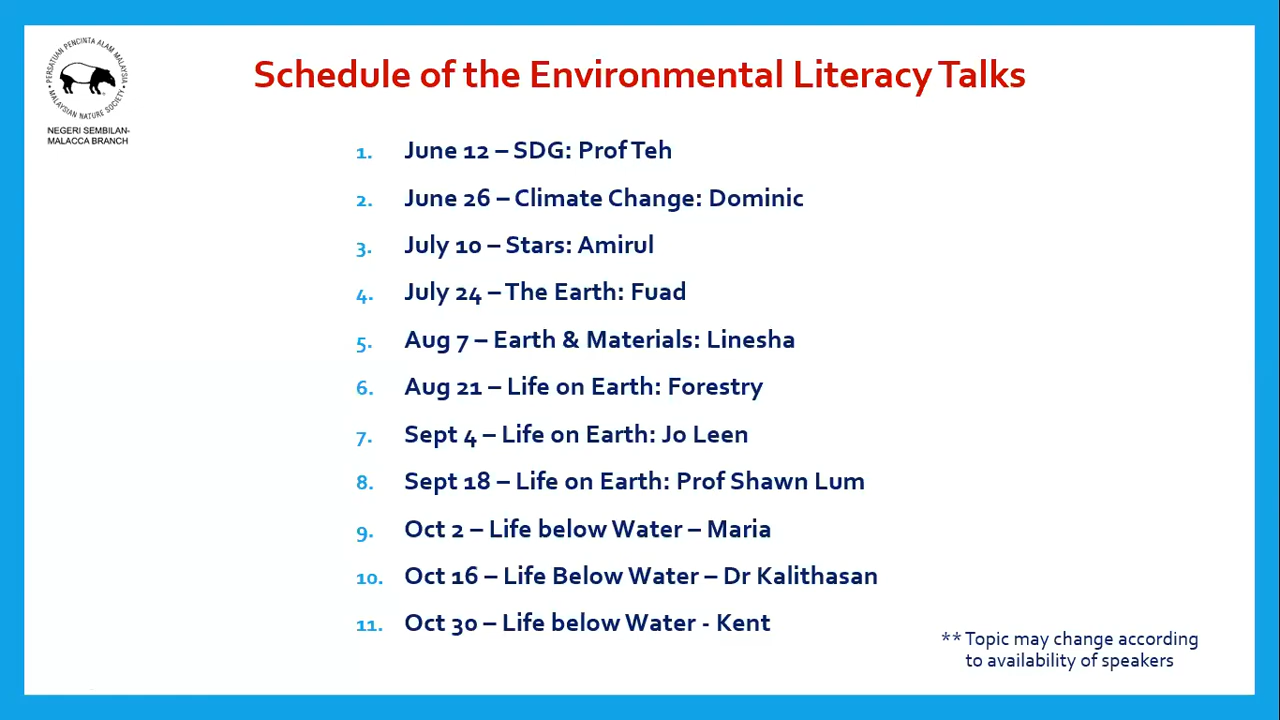 PERSATUAN PENCINTA ALAM MALAYSIA
• MALAYSIAN NATURE SOCIETY •
NEGERI SEMBILAN-
MALACCA BRANCH
Schedule of the Environmental Literacy Talks
1. June 12 – SDG: Prof Teh
2. June 26 – Climate Change: Dominic
3. July 10 – Stars: Amirul
4. July 24 – The Earth: Fuad
5. Aug 7 – Earth & Materials: Linesha
6. Aug 21 – Life on Earth: Forestry
7. Sept 4 – Life on Earth: Jo Leen
8. Sept 18 – Life on Earth: Prof Shawn Lum
9. Oct 2 – Life below Water – Maria
10. Oct 16 – Life Below Water – Dr Kalithasan
11. Oct 30 – Life below Water - Kent
** Topic may change according
to availability of speakers